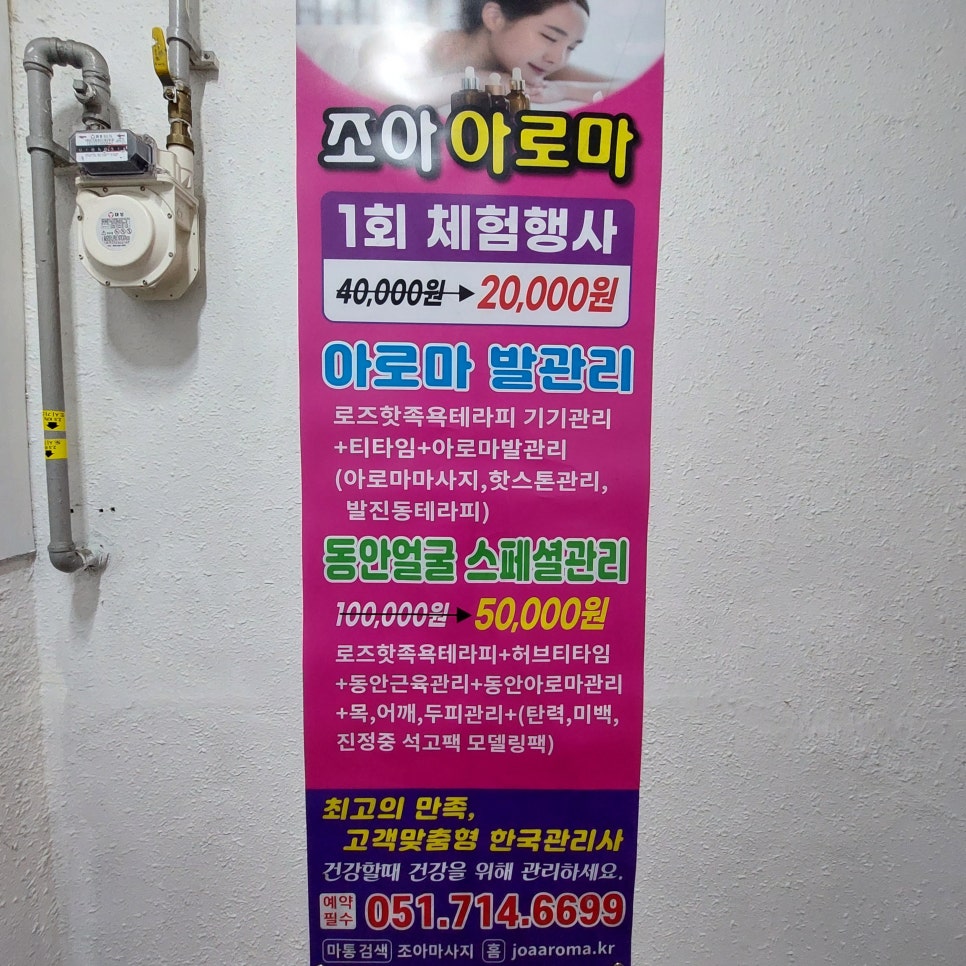 조아 아로마
1회 체험행사
40,000원 → 20,000원
아로마 발관리
로즈핫족욕테라피 기기관리
+티타임+아로마발관리
(아로마마사지,핫스톤관리,
발진동테라피)
동안얼굴 스페셜관리
100,000원 → 50,000원
로즈핫족욕테라피+허브티타임
+동안근육관리+동안아로마관리
+목,어깨,두피관리+(탄력,미백,
진정중 석고팩 모델링팩)
최고의 만족,
고객맞춤형 한국관리사
건강할때 건강을 위해 관리하세요.
예약
필수 051.714.6699
마통검색 조아마사지 홈 joaaroma.kr